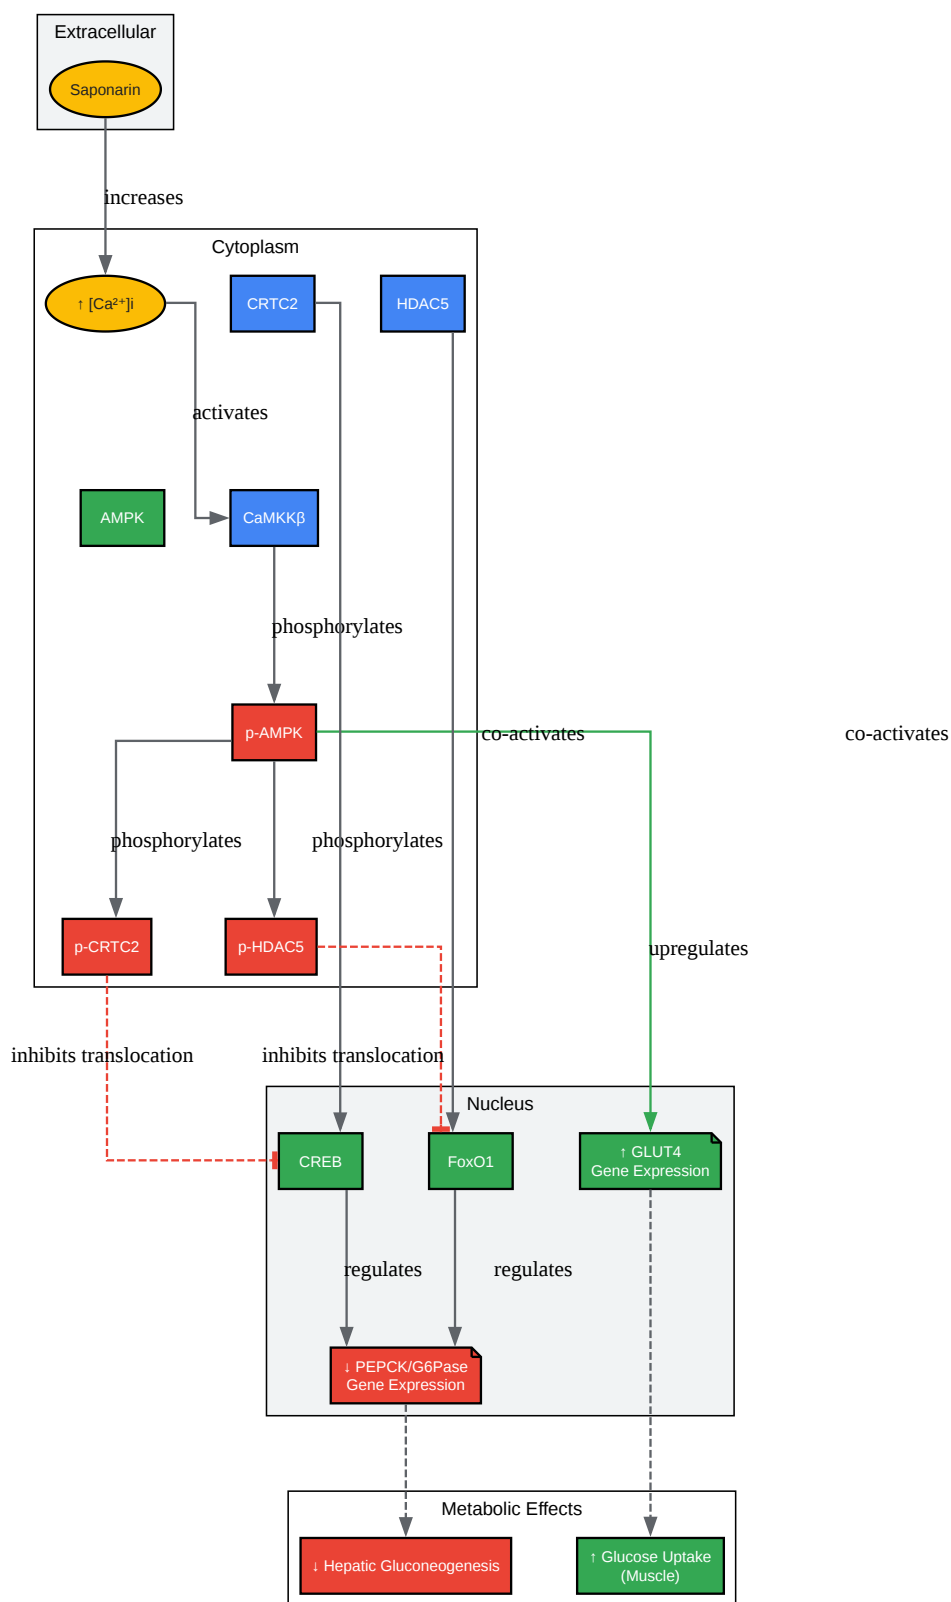 Extracellular
Saponarin
increases
Cytoplasm
↑ [Ca²⁺]i
CRTC2
HDAC5
activates
AMPK
CaMKKβ
phosphorylates
p-AMPK
co-activates
co-activates
phosphorylates
phosphorylates
p-CRTC2
p-HDAC5
upregulates
inhibits translocation
inhibits translocation
Nucleus
CREB
FoxO1
↑ GLUT4
Gene Expression
regulates
regulates
↓ PEPCK/G6Pase
Gene Expression
Metabolic Effects
↓ Hepatic Gluconeogenesis
↑ Glucose Uptake
(Muscle)